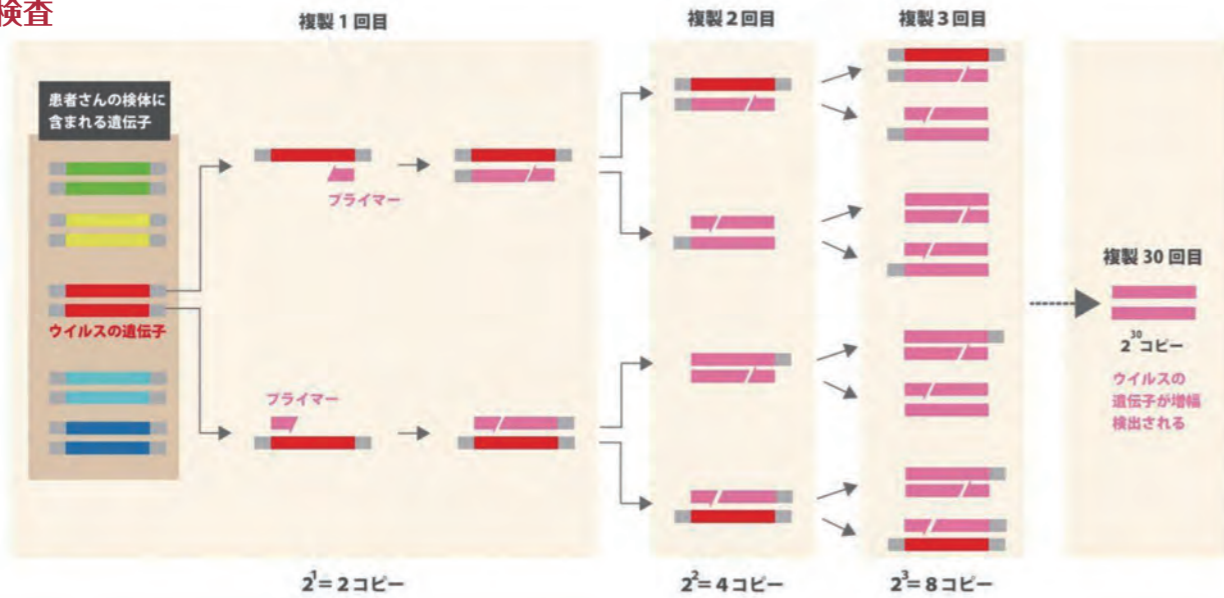 検査
複製1回目
複製2回目
複製3回目
患者さんの検体に
含まれる遺伝子
プライマー
ウイルスの遺伝子
プライマー
複製30回目
2³⁰コピー
ウイルスの
遺伝子が増幅
検出される
2¹=2コピー
2²=4コピー
2³=8コピー